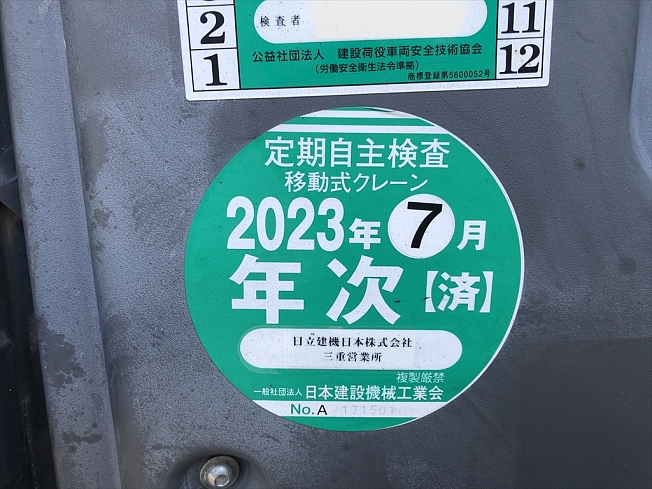 2
1
11
12
検査者
公益社団法人 建設荷役車両安全技術協会
(労働安全衛生法令準拠)
商標登録第5600052号
定期自主検査
移動式クレーン
2023年 7 月
年次【済】
日立建機日本株式会社
三重営業所
複製厳禁
一般社団法人 日本建設機械工業会
No.A